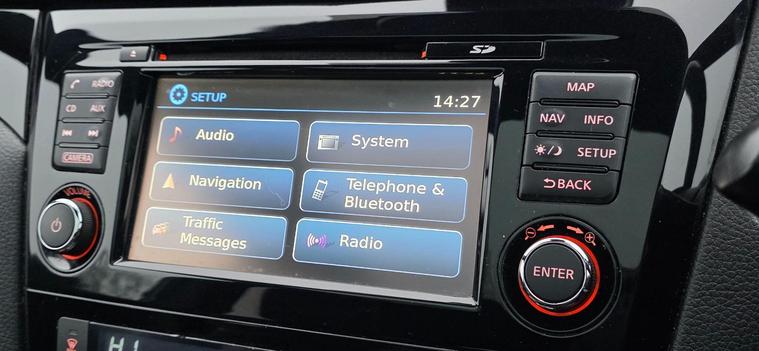 SD
RADIO
CD AUX
CAMERA
VOLUME
SETUP
14:27
Audio
System
Navigation
Telephone &
Bluetooth
Traffic
Messages
Radio
MAP
NAV INFO
SETUP
BACK
ENTER
HI